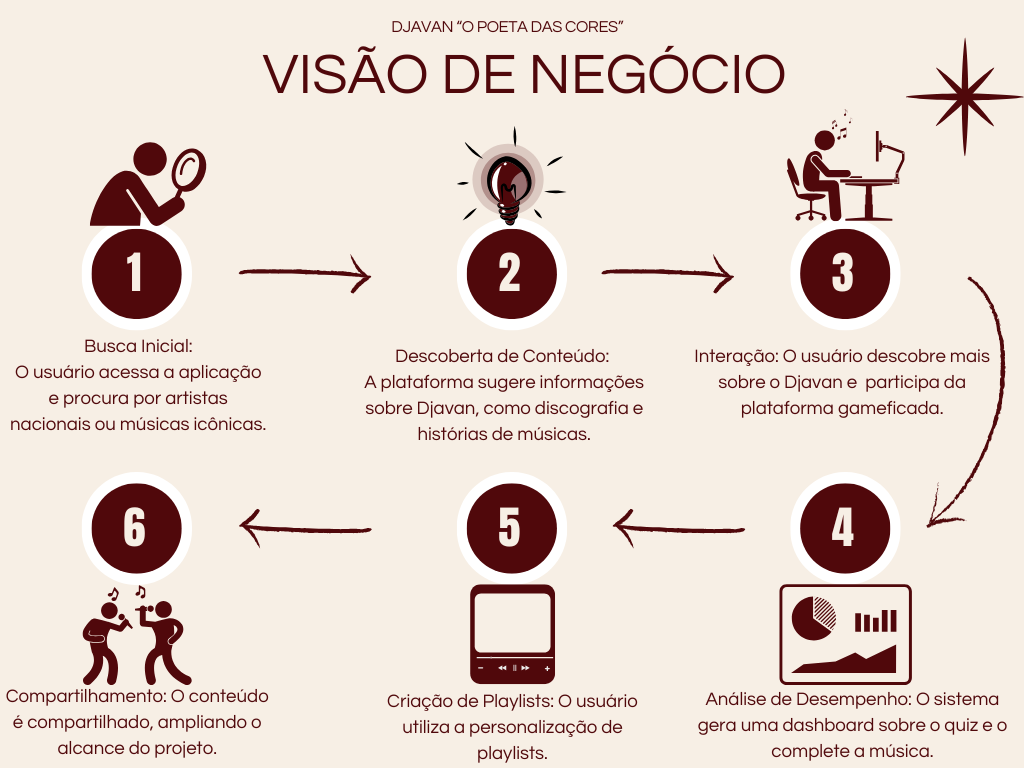 DJAVAN “O POETA DAS CORES”
VISÃO DE NEGÓCIO
1
Busca Inicial:
O usuário acessa a aplicação
e procura por artistas
nacionais ou músicas icônicas.
2
Descoberta de Conteúdo:
A plataforma sugere informações
sobre Djavan, como discografia e
histórias de músicas.
3
Interação: O usuário descobre mais
sobre o Djavan e  participa da
plataforma gameficada.
4
Análise de Desempenho: O sistema
gera uma dashboard sobre o quiz e o
complete a música.
5
Criação de Playlists: O usuário
utiliza a personalização de
playlists.
6
Compartilhamento: O conteúdo
é compartilhado, ampliando o
alcance do projeto.